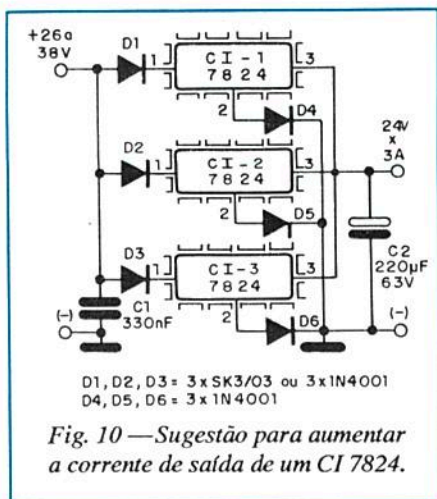 +26a
38V
D1
1
CI-1
7824
3
2
D4
24V
x
3A
D2
1
CI-2
7824
3
2
D5
D3
1
CI-3
7824
3
2
D6
C2
220µF
63V
(-)
C1
330nF
(-)
D1, D2, D3 = 3xSK3/03 ou 3x1N4001
D4, D5, D6 = 3x1N4001
Fig. 10 — Sugestão para aumentar
a corrente de saída de um CI 7824.